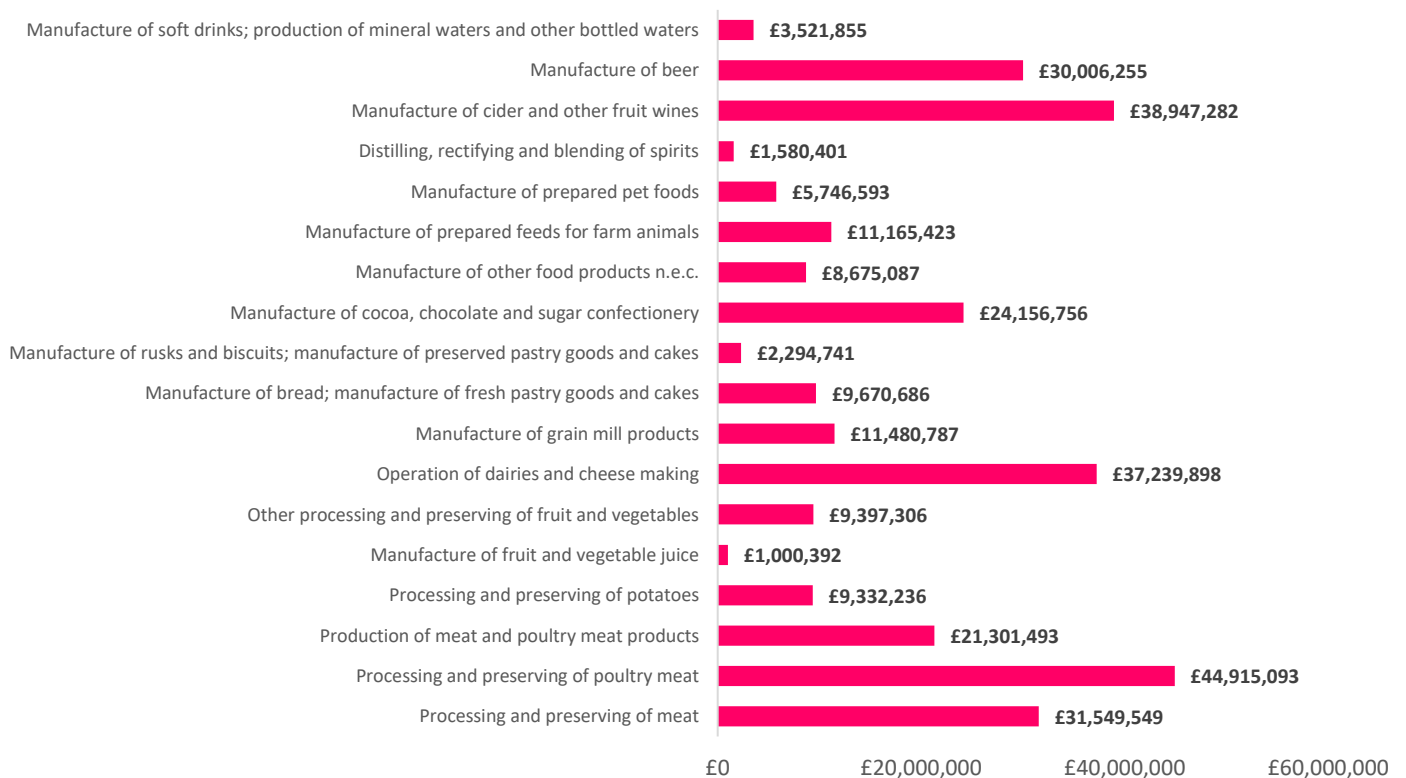 Manufacture of soft drinks; production of mineral waters and other bottled waters £3,521,855
Manufacture of beer £30,006,255
Manufacture of cider and other fruit wines £38,947,282
Distilling, rectifying and blending of spirits £1,580,401
Manufacture of prepared pet foods £5,746,593
Manufacture of prepared feeds for farm animals £11,165,423
Manufacture of other food products n.e.c. £8,675,087
Manufacture of cocoa, chocolate and sugar confectionery £24,156,756
Manufacture of rusks and biscuits; manufacture of preserved pastry goods and cakes £2,294,741
Manufacture of bread; manufacture of fresh pastry goods and cakes £9,670,686
Manufacture of grain mill products £11,480,787
Operation of dairies and cheese making £37,239,898
Other processing and preserving of fruit and vegetables £9,397,306
Manufacture of fruit and vegetable juice £1,000,392
Processing and preserving of potatoes £9,332,236
Production of meat and poultry meat products £21,301,493
Processing and preserving of poultry meat £44,915,093
Processing and preserving of meat £31,549,549
£0 £20,000,000 £40,000,000 £60,000,000